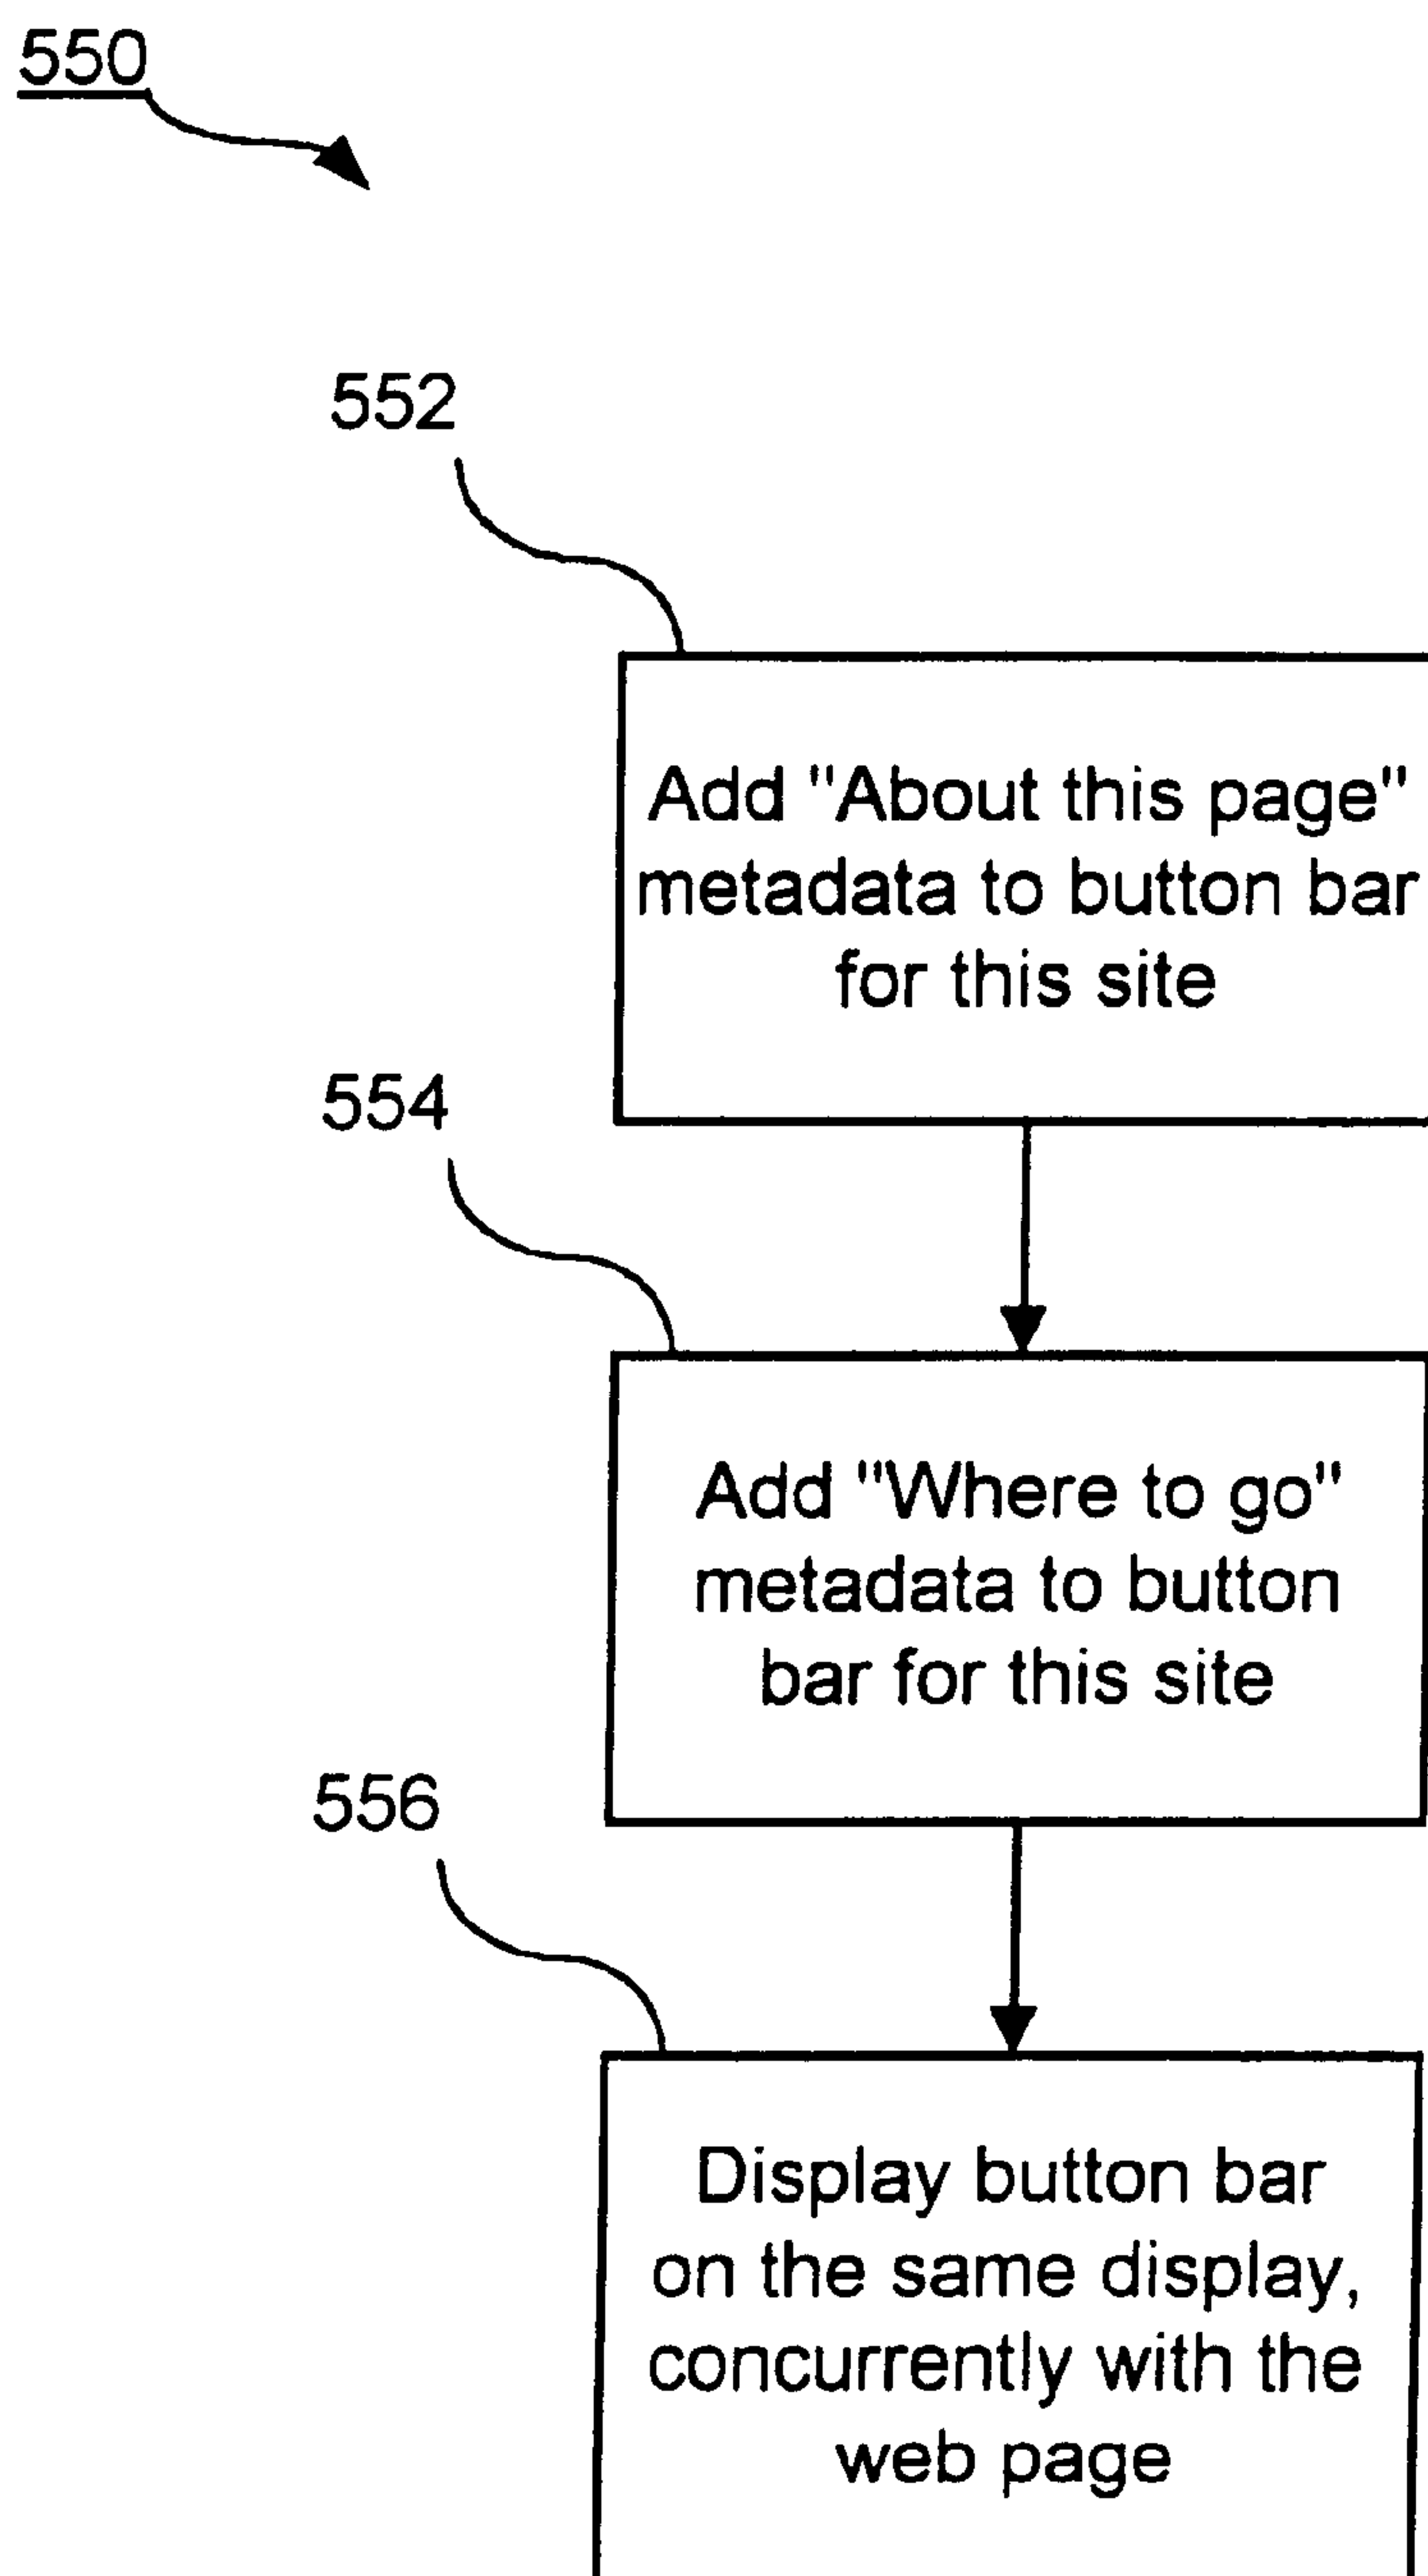 550
552
Add "About this page"
metadata to button bar
for this site
554
Add "Where to go"
metadata to button
bar for this site
556
Display button bar
on the same display,
concurrently with the
web page